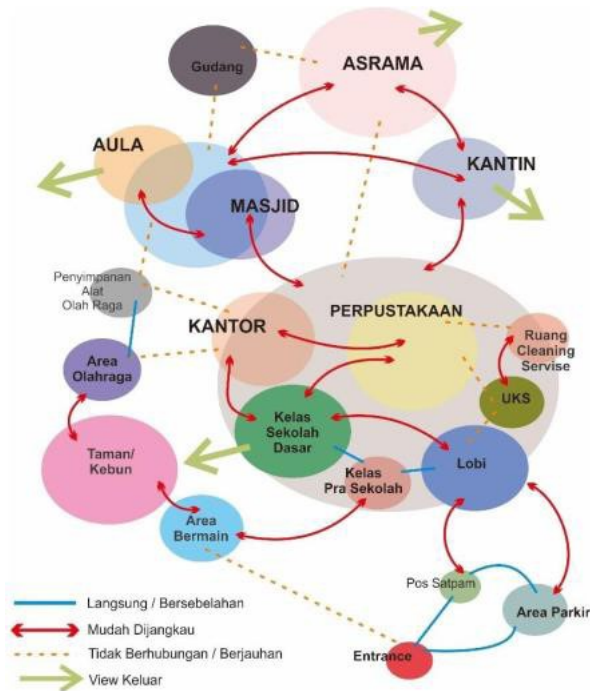 ASRAMA
Gudang
AULA
KANTIN
MASJID
Penyimpanan
Alat
Olah Raga
KANTOR
PERPUSTAKAAN
Ruang
Cleaning
Servise
Area
Olahraga
UKS
Kelas
Sekolah
Dasar
Taman/
Kebun
Kelas
Pra Sekolah
Lobi
Area
Bermain
Pos Satpam
Area Parkir
Entrance
Langsung / Bersebelahan
Mudah Dijangkau
Tidak Berhubungan / Berjauhan
View Keluar